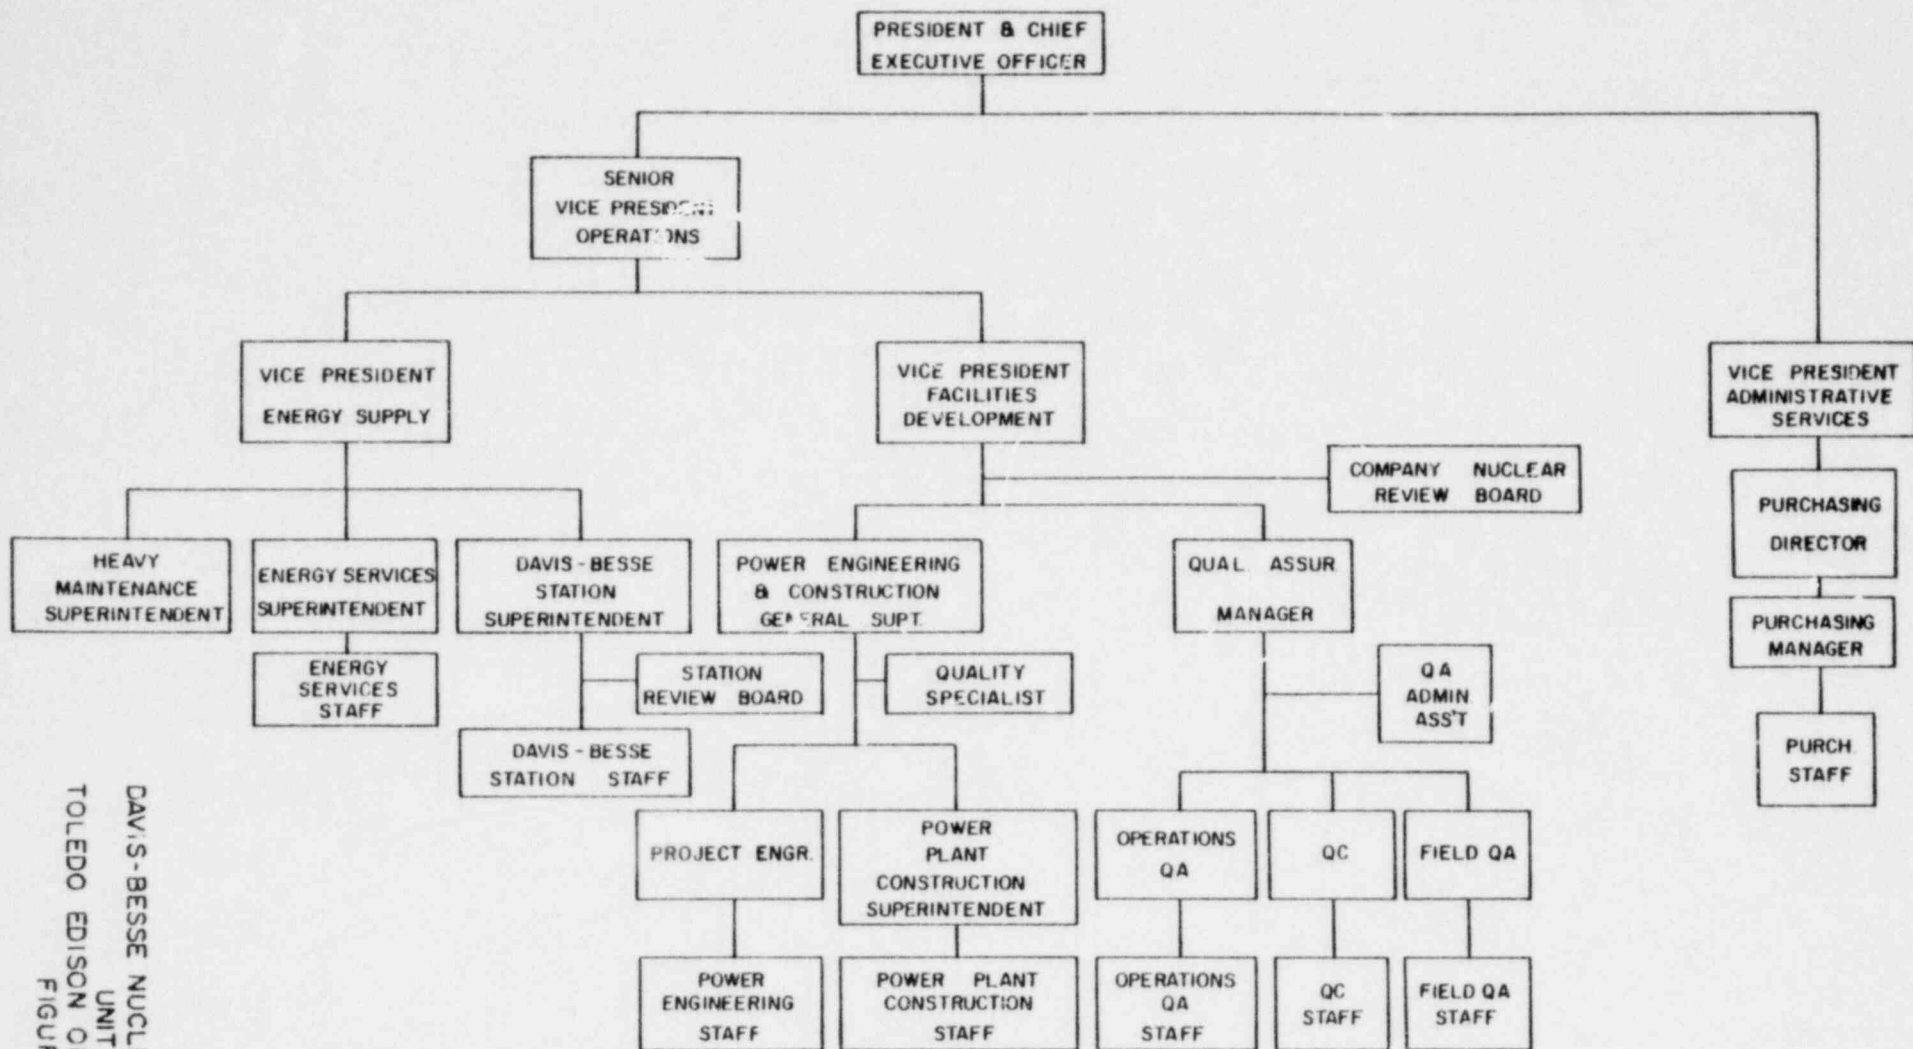 PRESIDENT & CHIEF
EXECUTIVE OFFICER
SENIOR
VICE PRESIDENT
OPERATIONS
VICE PRESIDENT
ENERGY SUPPLY
VICE PRESIDENT
FACILITIES
DEVELOPMENT
VICE PRESIDENT
ADMINISTRATIVE
SERVICES
COMPANY NUCLEAR
REVIEW BOARD
PURCHASING
DIRECTOR
HEAVY
MAINTENANCE
SUPERINTENDENT
ENERGY SERVICES
SUPERINTENDENT
DAVIS-BESSE
STATION
SUPERINTENDENT
POWER ENGINEERING
& CONSTRUCTION
GENERAL SUPT.
QUAL. ASSUR.
MANAGER
PURCHASING
MANAGER
ENERGY
SERVICES
STAFF
STATION
REVIEW BOARD
QUALITY
SPECIALIST
QA
ADMIN.
ASS'T
DAVIS-BESSE
STATION STAFF
PURCH.
STAFF
PROJECT ENGR.
POWER
PLANT
CONSTRUCTION
SUPERINTENDENT
OPERATIONS
QA
QC
FIELD QA
POWER
ENGINEERING
STAFF
POWER PLANT
CONSTRUCTION
STAFF
OPERATIONS
QA
STAFF
QC
STAFF
FIELD QA
STAFF
DAVIS-BESSE NUCL
UNIT
TOLEDO EDISON O
FIGU